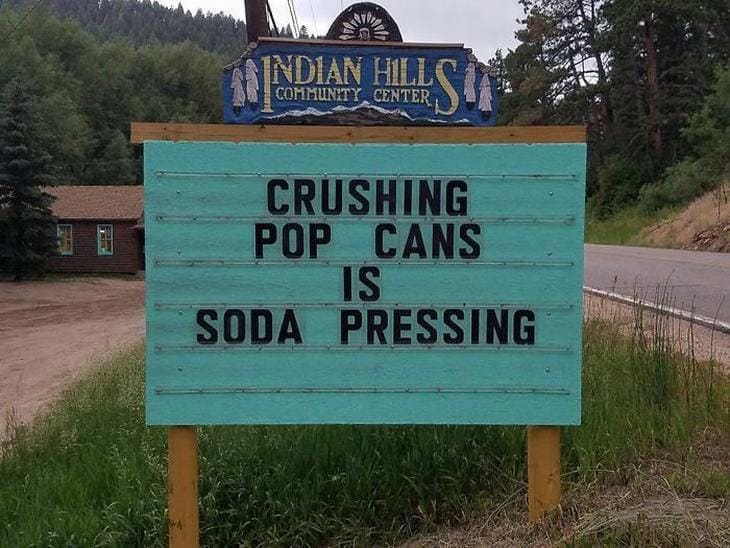 INDIAN HILLS
COMMUNITY CENTER
CRUSHING
POP CANS
IS
SODA PRESSING